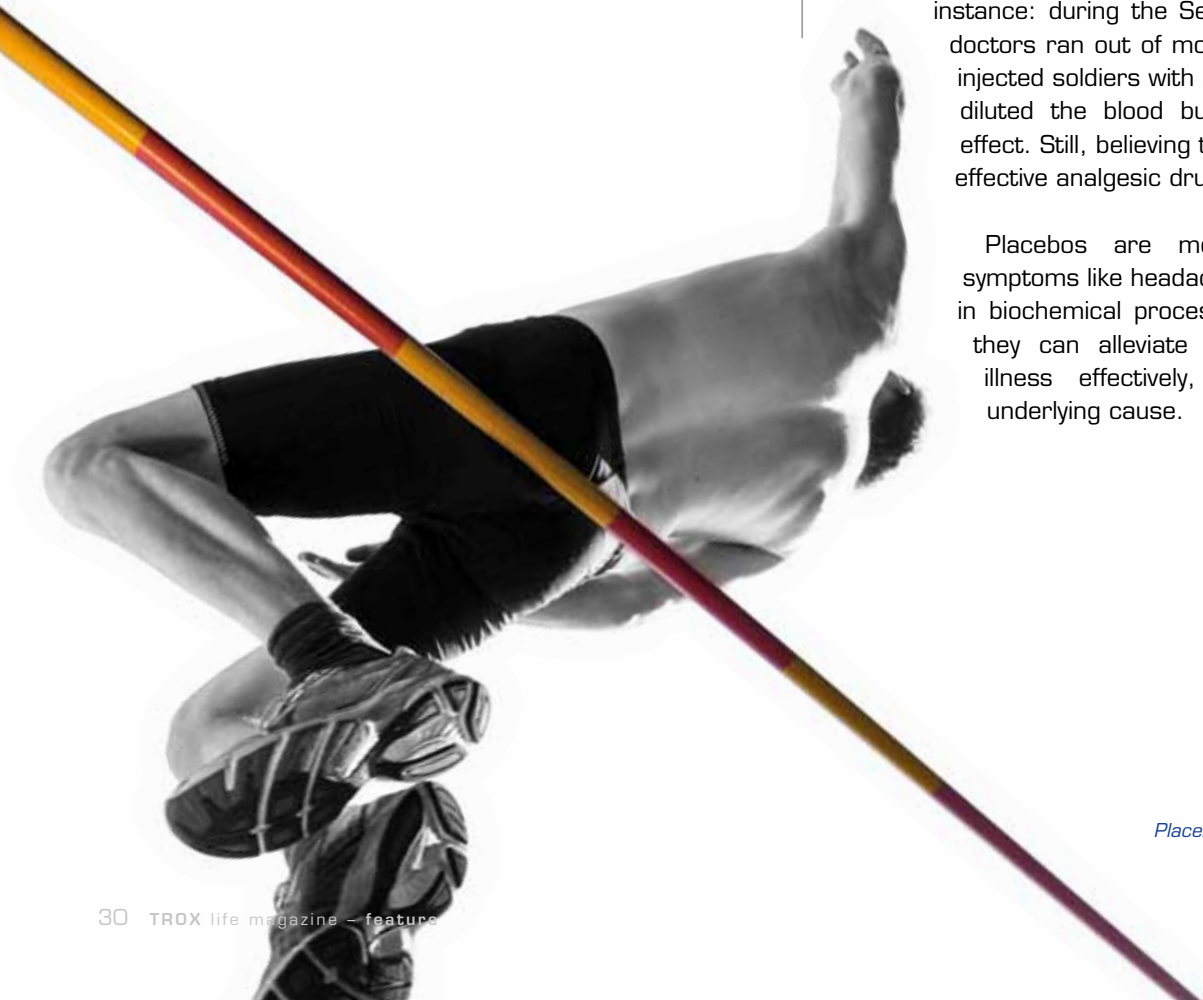 instance: during the Se
doctors ran out of mo
injected soldiers with
diluted the blood bu
effect. Still, believing t
effective analgesic dru
Placebos are mo
symptoms like headac
in biochemical proces
they can alleviate
illness effectively,
underlying cause.
Place
30 TROX life magazine – feature